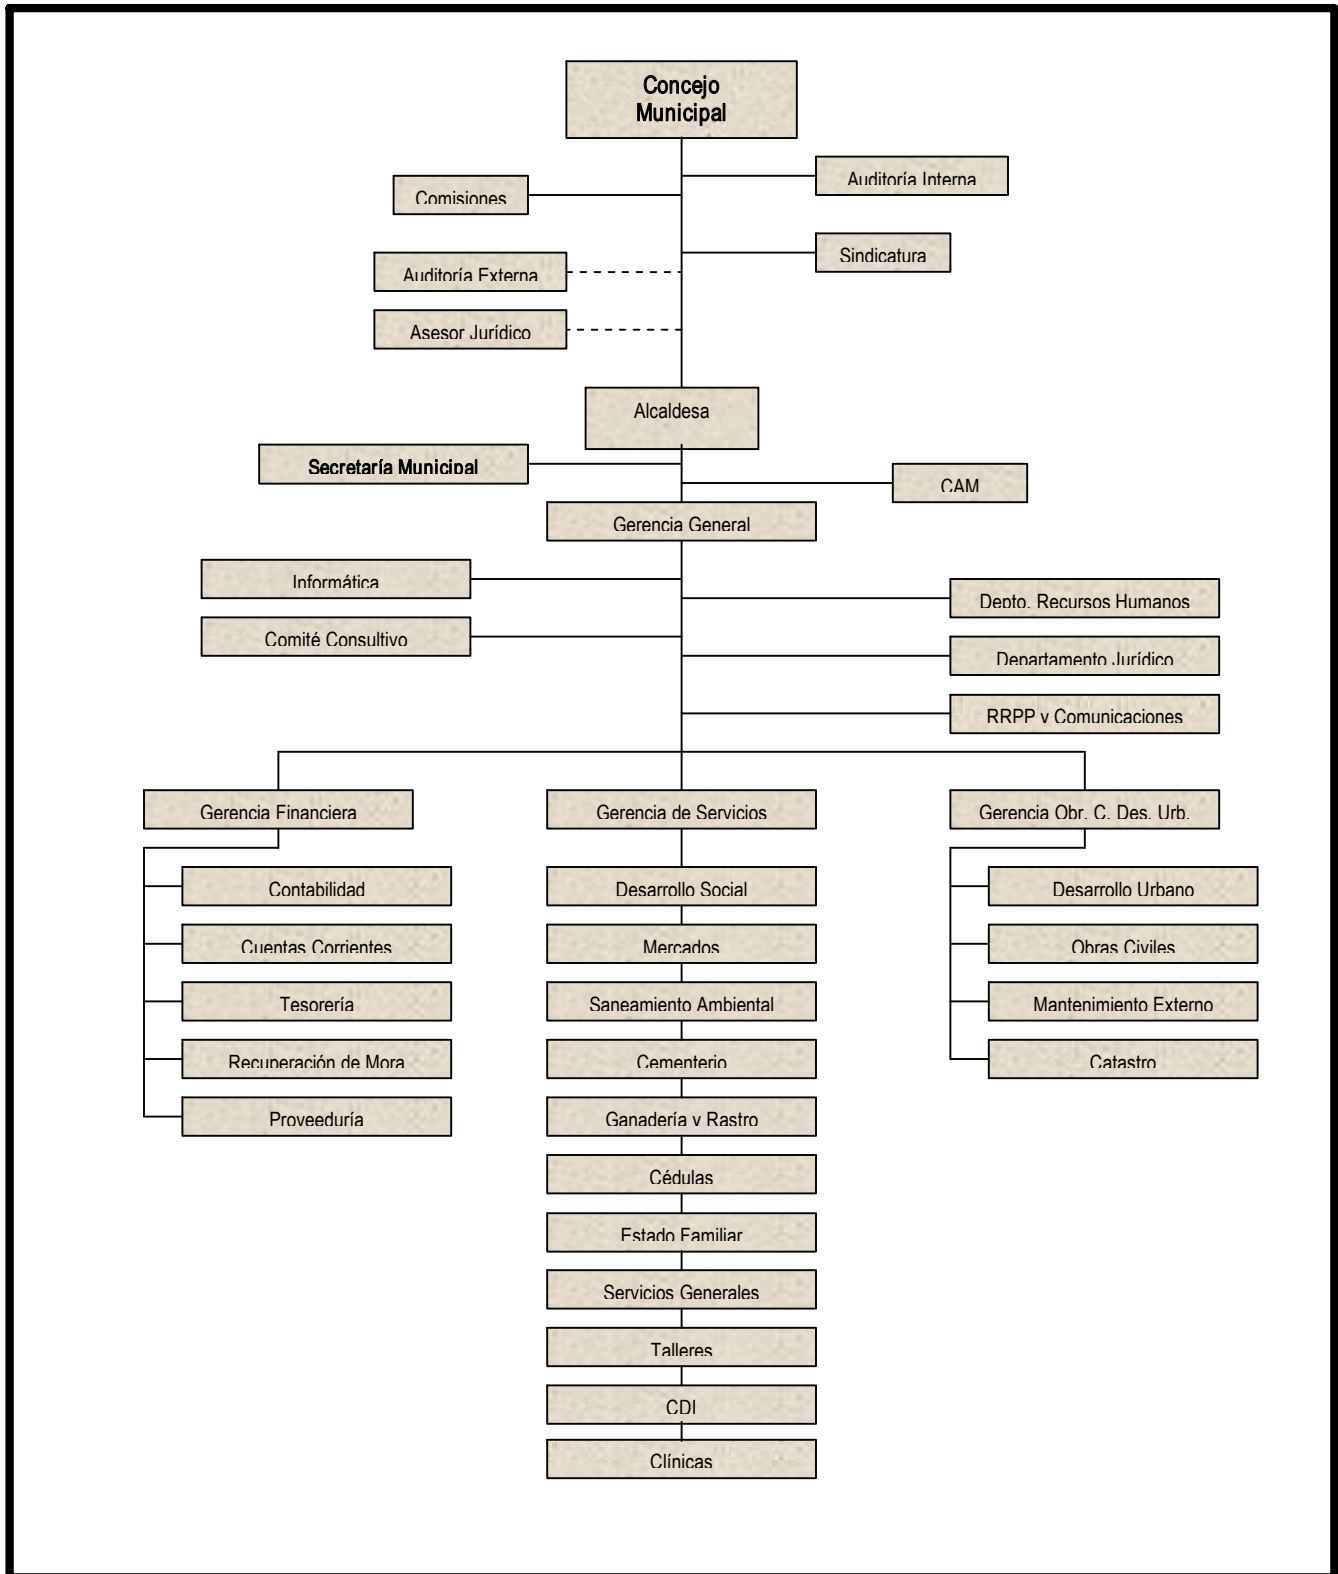 Concejo
Municipal
Auditoría Interna
Comisiones
Sindicatura
Auditoría Externa
Asesor Jurídico
Alcaldesa
Secretaría Municipal
CAM
Gerencia General
Informática
Depto. Recursos Humanos
Comité Consultivo
Departamento Jurídico
RRPP y Comunicaciones
Gerencia Financiera
Gerencia de Servicios
Gerencia Obr. C. Des. Urb.
Contabilidad
Desarrollo Social
Desarrollo Urbano
Cuentas Corrientes
Mercados
Obras Civiles
Tesorería
Saneamiento Ambiental
Mantenimiento Externo
Recuperación de Mora
Cementerio
Catastro
Proveeduría
Ganadería y Rastro
Cédulas
Estado Familiar
Servicios Generales
Talleres
CDI
Clínicas